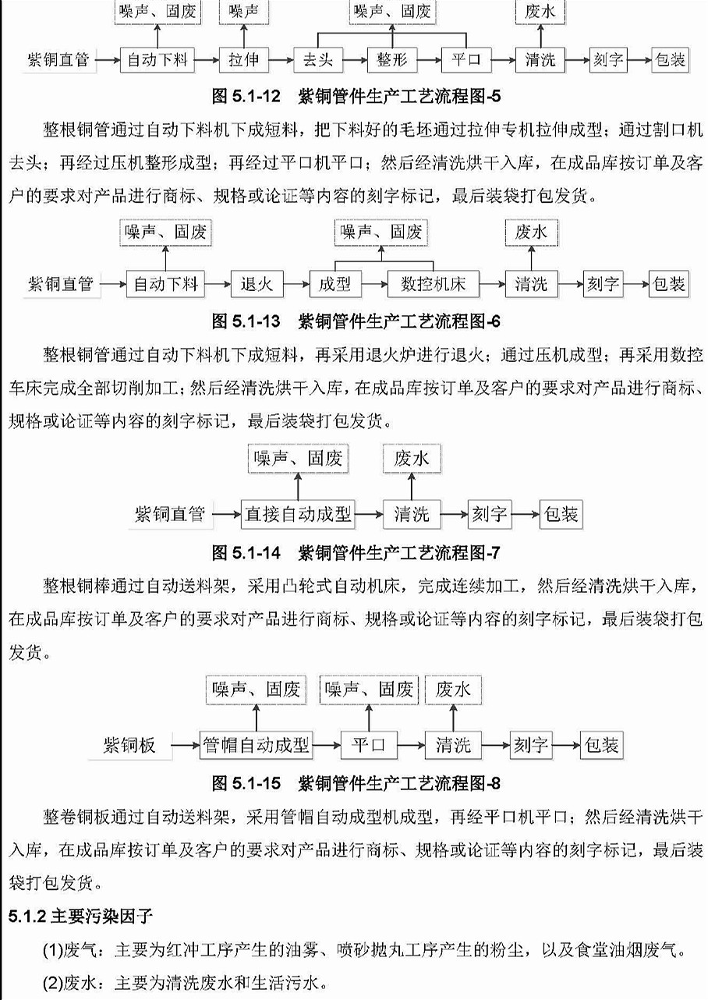 噪声、固废 噪声 噪声、固废 废水
紫铜直管 自动下料 拉伸 去头 整形 平口 清洗 刻字 包装
图 5.1-12 紫铜管件生产工艺流程图-5
整根铜管通过自动下料机下成短料，把下料好的毛坯通过拉伸专机拉伸成型；通过割口机
去头；再经过压机整形成型；再经过平口机平口；然后经清洗烘干入库，在成品库按订单及客
户的要求对产品进行商标、规格或论证等内容的刻字标记，最后装袋打包发货。
噪声、固废 噪声、固废 废水
紫铜直管 自动下料 退火 成型 数控机床 清洗 刻字 包装
图 5.1-13 紫铜管件生产工艺流程图-6
整根铜管通过自动下料机下成短料，再采用退火炉进行退火；通过压机成型；再采用数控
车床完成全部切削加工；然后经清洗烘干入库，在成品库按订单及客户的要求对产品进行商标、
规格或论证等内容的刻字标记，最后装袋打包发货。
噪声、固废 废水
紫铜直管 直接自动成型 清洗 刻字 包装
图 5.1-14 紫铜管件生产工艺流程图-7
整根铜棒通过自动送料架，采用凸轮式自动机床，完成连续加工，然后经清洗烘干入库，
在成品库按订单及客户的要求对产品进行商标、规格或论证等内容的刻字标记，最后装袋打包
发货。
噪声、固废 噪声、固废 废水
紫铜板 管帽自动成型 平口 清洗 刻字 包装
图 5.1-15 紫铜管件生产工艺流程图-8
整卷铜板通过自动送料架，采用管帽自动成型机成型，再经平口机平口；然后经清洗烘干
入库，在成品库按订单及客户的要求对产品进行商标、规格或论证等内容的刻字标记，最后装
袋打包发货。
5.1.2 主要污染因子
(1)废气：主要为红冲工序产生的油雾、喷砂抛丸工序产生的粉尘，以及食堂油烟废气。
(2)废水：主要为清洗废水和生活污水。